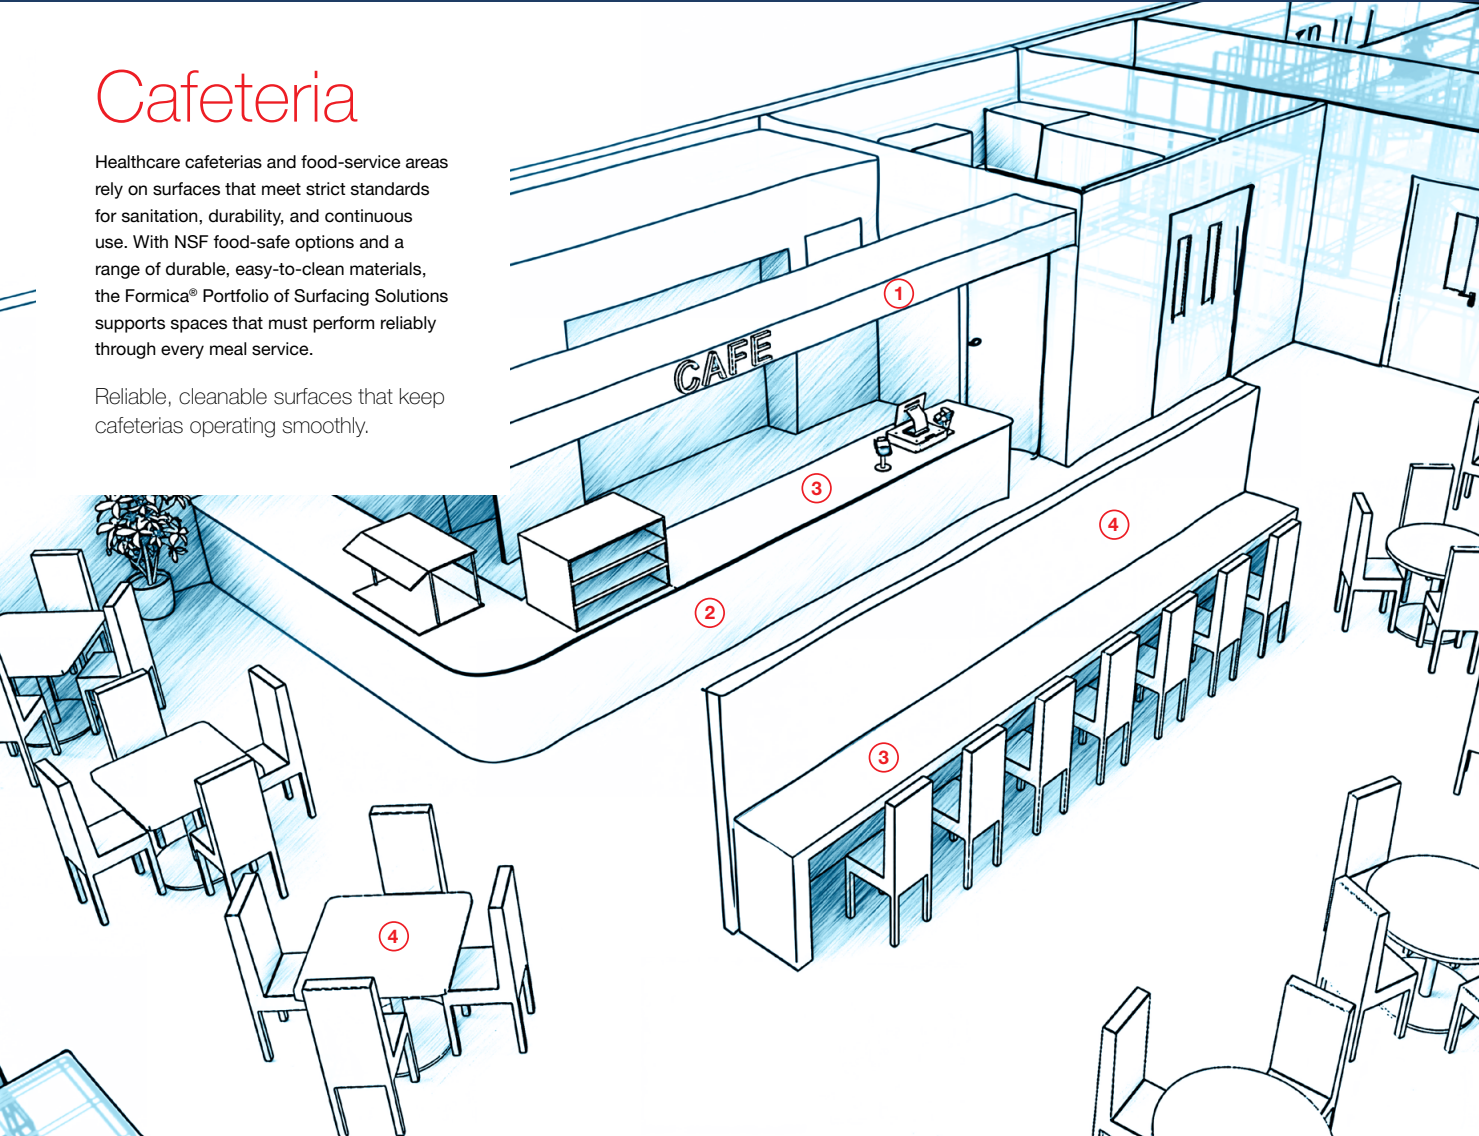 Cafeteria
Healthcare cafeterias and food-service areas
rely on surfaces that meet strict standards
for sanitation, durability, and continuous
use. With NSF food-safe options and a
range of durable, easy-to-clean materials,
the Formica® Portfolio of Surfacing Solutions
supports spaces that must perform reliably
through every meal service.
Reliable, cleanable surfaces that keep
cafeterias operating smoothly.
1
CAFE
3
4
2
3
4